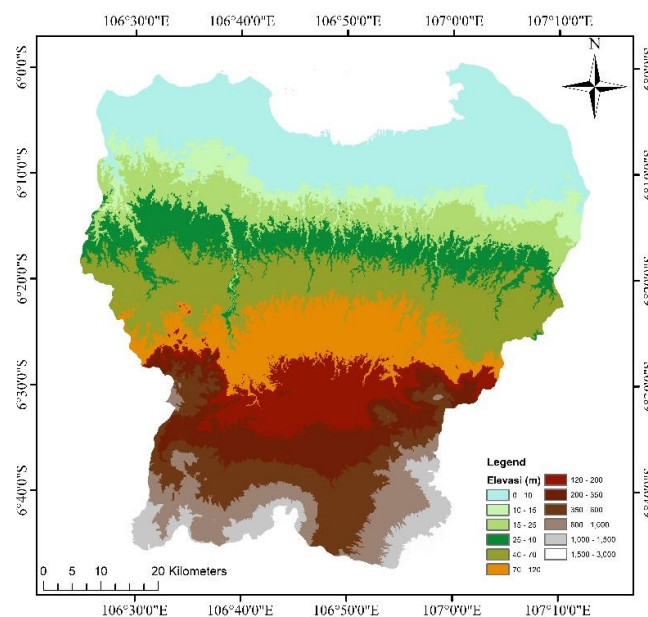 106°30'0"E 106°40'0"E 106°50'0"E 107°0'0"E 107°10'0"E
N
6°0'0"S
6°10'0"S
6°20'0"S
6°30'0"S
6°40'0"S
Legend
Elevasi (m)
0 - 10
10 - 15
15 - 25
25 - 40
40 - 70
70 - 120
120 - 200
200 - 350
350 - 600
600 - 1,000
1,000 - 1,500
1,500 - 3,000
0 5 10 20 Kilometers
106°30'0"E 106°40'0"E 106°50'0"E 107°0'0"E 107°10'0"E